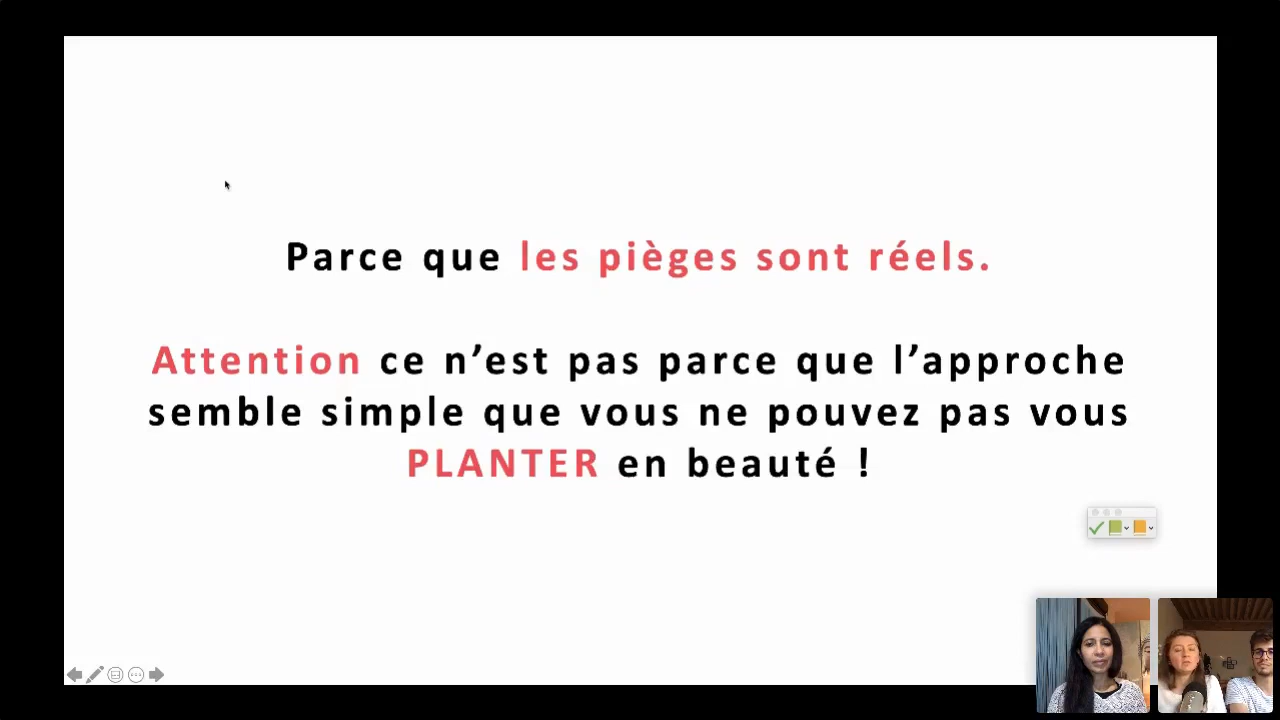 Parce que les pièges sont réels.
Attention ce n’est pas parce que l’approche
semble simple que vous ne pouvez pas vous
PLANTER en beauté !